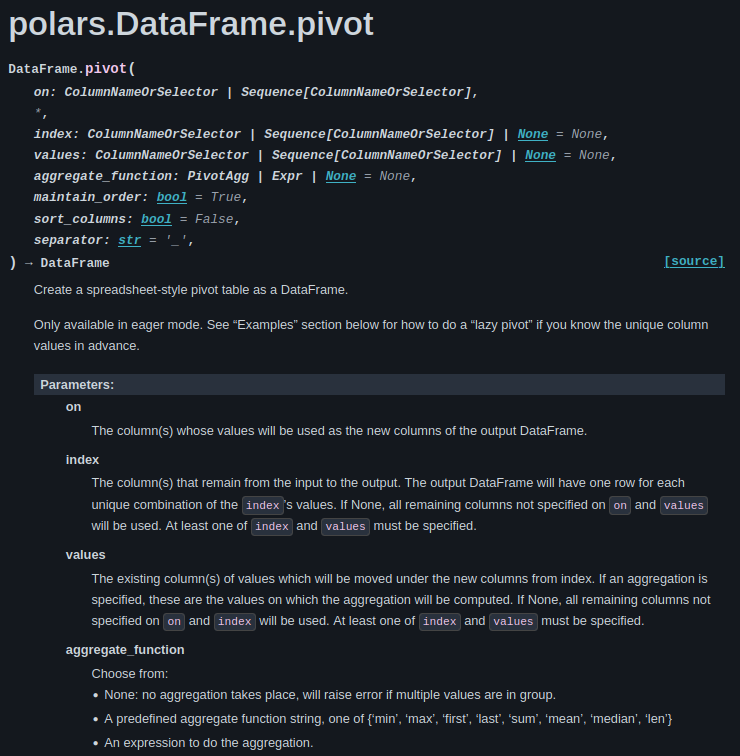 polars.DataFrame.pivot
DataFrame.pivot(
on: ColumnNameOrSelector | Sequence[ColumnNameOrSelector],
*,
index: ColumnNameOrSelector | Sequence[ColumnNameOrSelector] | None = None,
values: ColumnNameOrSelector | Sequence[ColumnNameOrSelector] | None = None,
aggregate_function: PivotAgg | Expr | None = None,
maintain_order: bool = True,
sort_columns: bool = False,
separator: str = '_',
) → DataFrame [source]
Create a spreadsheet-style pivot table as a DataFrame.
Only available in eager mode. See “Examples” section below for how to do a “lazy pivot” if you know the unique column
values in advance.
Parameters:
on
The column(s) whose values will be used as the new columns of the output DataFrame.
index
The column(s) that remain from the input to the output. The output DataFrame will have one row for each
unique combination of the index’s values. If None, all remaining columns not specified on on and values
will be used. At least one of index and values must be specified.
values
The existing column(s) of values which will be moved under the new columns from index. If an aggregation is
specified, these are the values on which the aggregation will be computed. If None, all remaining columns not
specified on on and index will be used. At least one of index and values must be specified.
aggregate_function
Choose from:
• None: no aggregation takes place, will raise error if multiple values are in group.
• A predefined aggregate function string, one of {‘min’, ‘max’, ‘first’, ‘last’, ‘sum’, ‘mean’, ‘median’, ‘len’}
• An expression to do the aggregation.